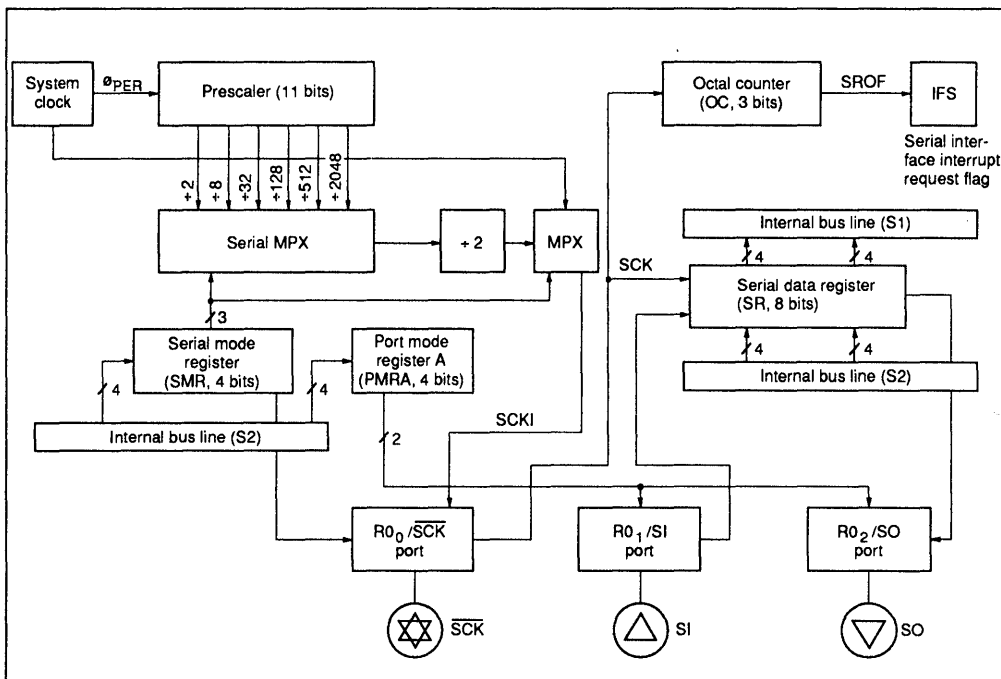 System
clock
øPER
Prescaler (11 bits)
Octal counter
(OC, 3 bits)
SROF
IFS
Serial inter-
face interrupt
request flag
÷2
÷8
÷32
÷128
÷512
÷2048
Serial MPX
÷ 2
MPX
SCK
Internal bus line (S1)
4
4
Serial data register
(SR, 8 bits)
4
4
Internal bus line (S2)
3
Serial mode
register
(SMR, 4 bits)
4
Port mode
register A
(PMRA, 4 bits)
4
Internal bus line (S2)
2
SCKI
R0₀/S̅C̅K̅
port
R0₁/SI
port
R0₂/SO
port
S̅C̅K̅
SI
SO